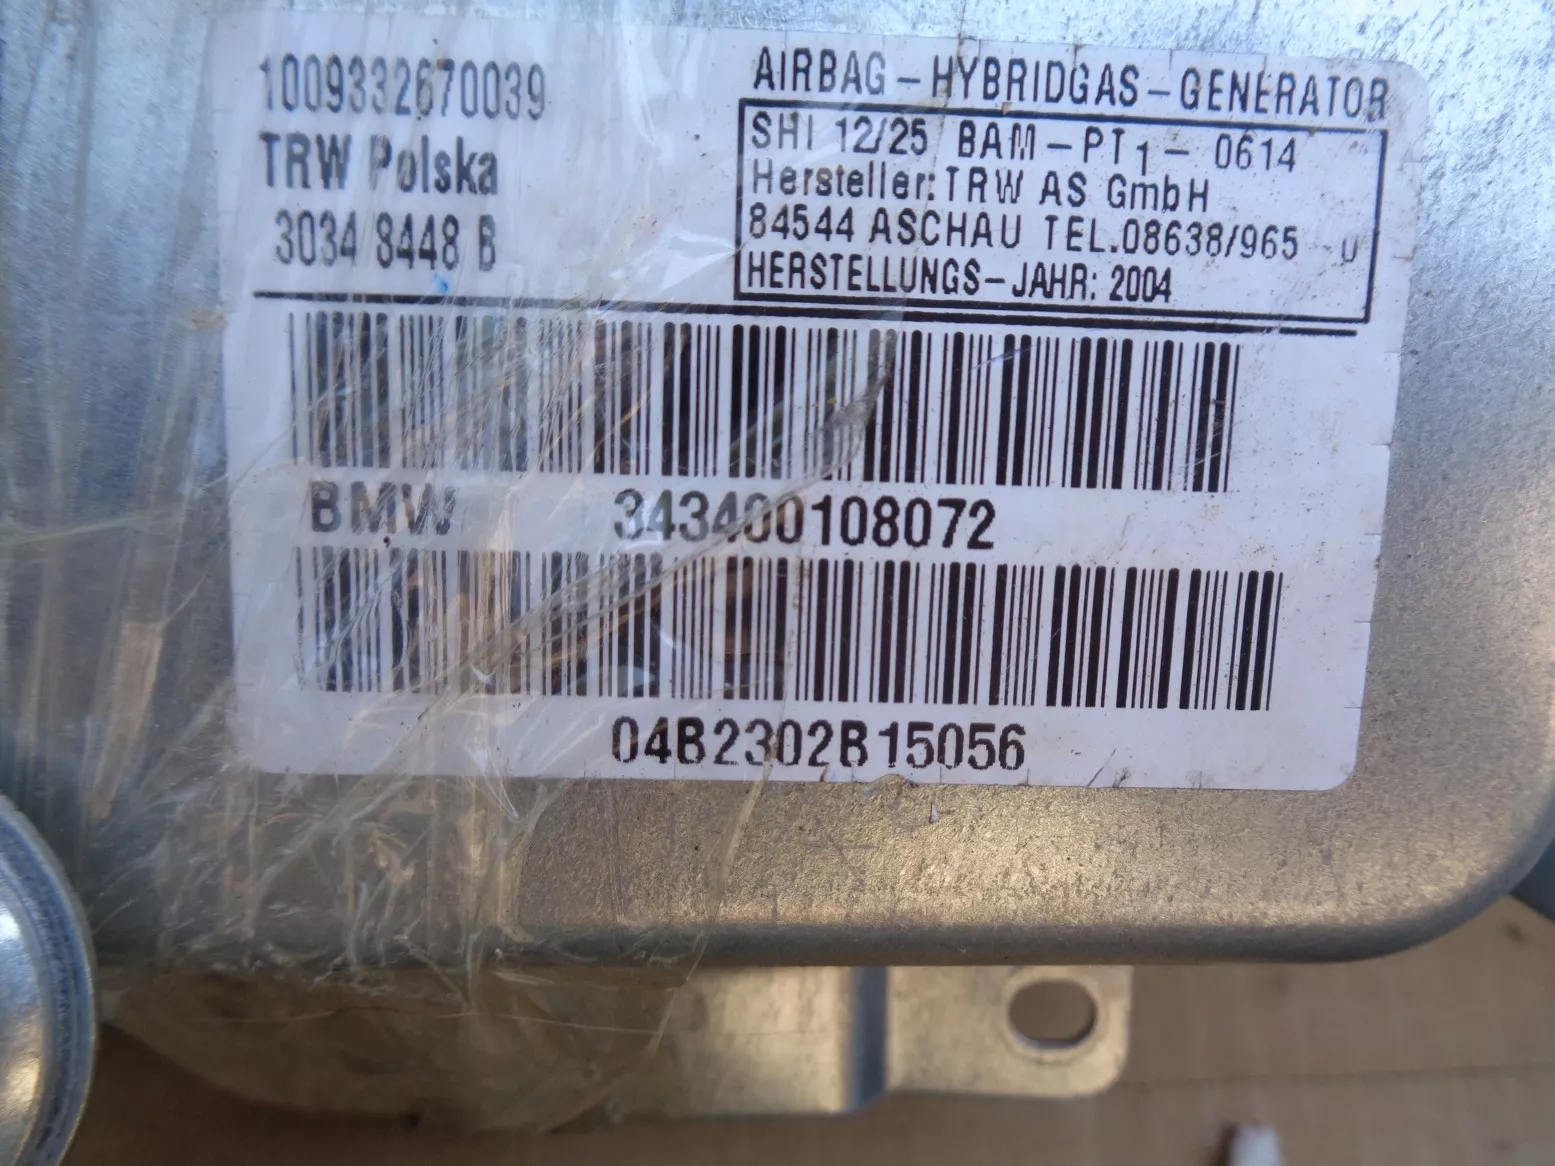 1009332670039
TRW Polska
3034 8448 B
AIRBAG-HYBRIDGAS-GENERATOR
SHI 12/25 BAM-PT1- 0614
Hersteller: TRW AS GmbH
84544 ASCHAU TEL.08638/965 U
HERSTELLUNGS-JAHR: 2004
BMW 343400108072
04B2302B15056